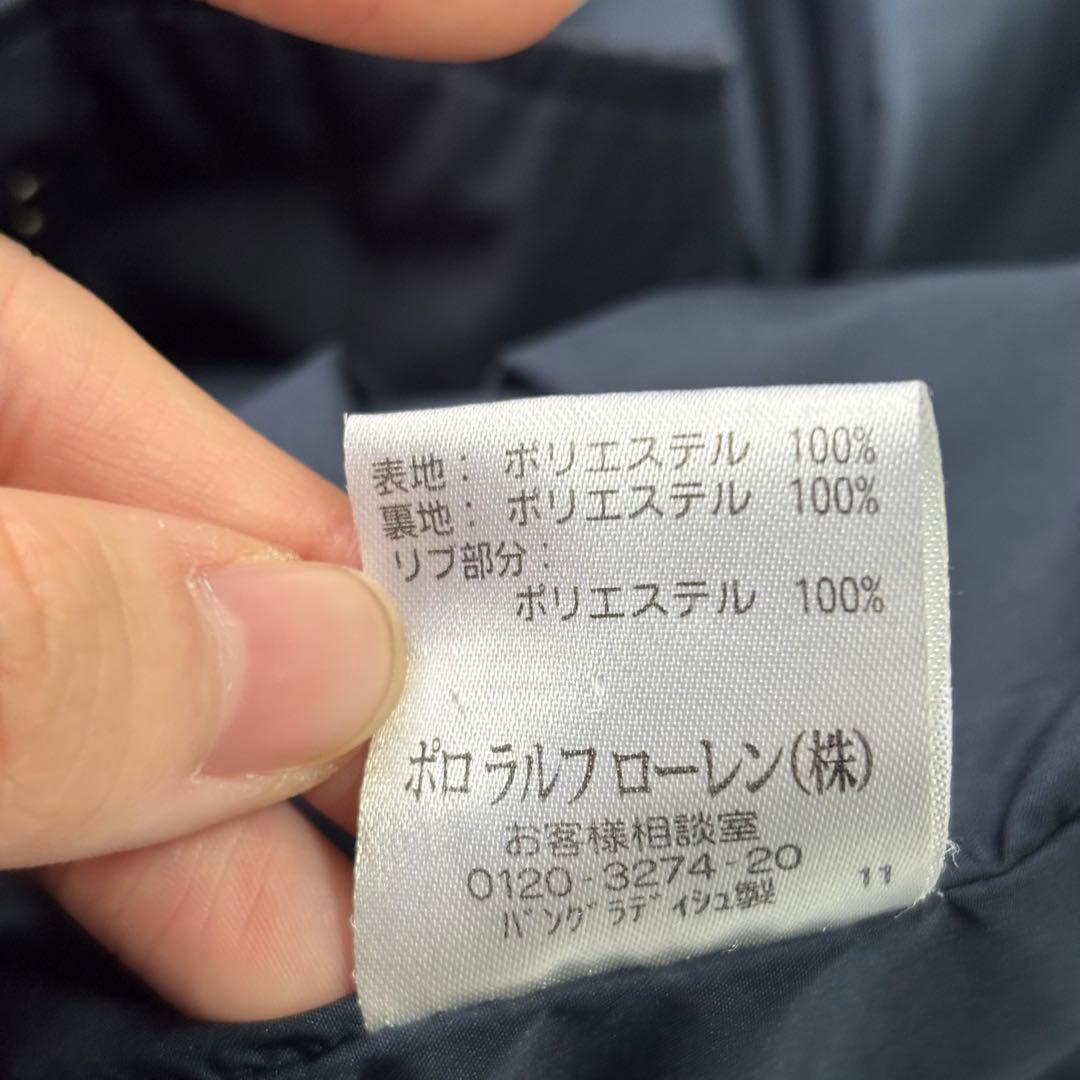 表地： ポリエステル 100%
裏地： ポリエステル 100%
リブ部分：
ポリエステル 100%
ポロ ラルフ ローレン(株)
お客様相談室
0120-3274-20
ﾊﾞﾝｸﾞﾗﾃﾞｨｼｭ製 11